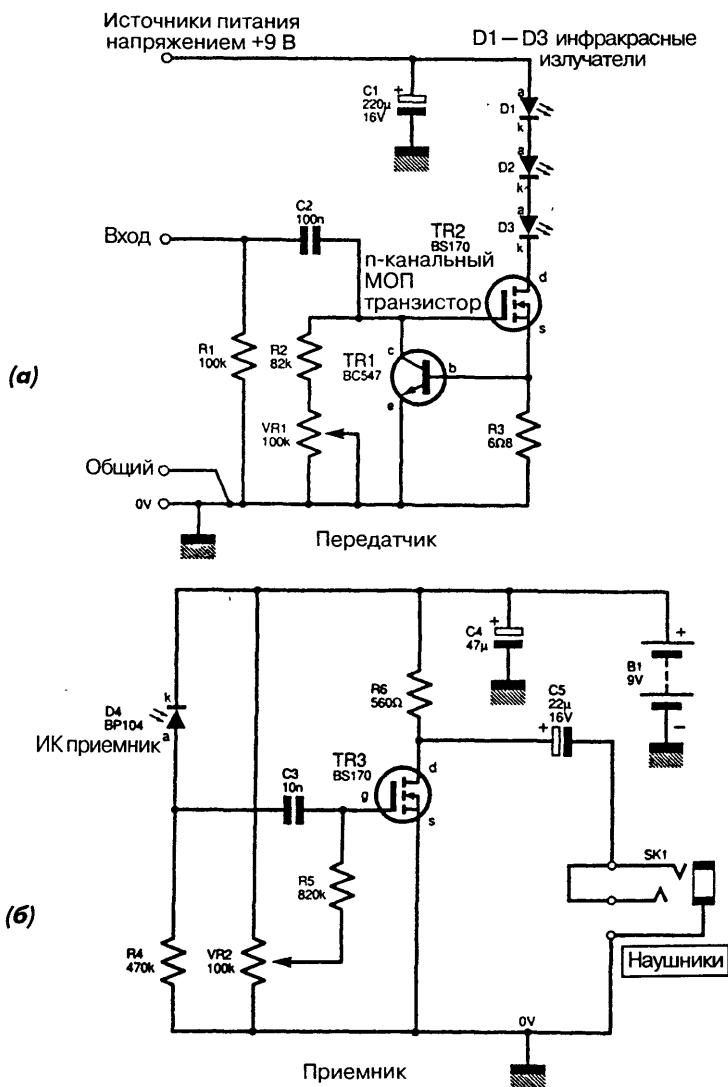 Источники питания
напряжением +9 В
D1 – D3 инфракрасные
излучатели
C1
220µ
16V
+
a
D1
k
a
D2
k
a
D3
k
C2
100n
Вход
TR2
BS170
n-канальный
МОП
транзистор
d
s
R1
100k
R2
82k
TR1
BC547
c
b
e
(а)
VR1
100k
R3
6Ω8
Общий
0V
Передатчик
C4
47µ
+
B1
9V
+
–
R6
560Ω
C5
22µ
16V
+
k
D4
BP104
a
ИК приемник
TR3
BS170
d
g
s
C3
10n
SK1
R5
820k
(б)
R4
470k
VR2
100k
Наушники
0V
Приемник